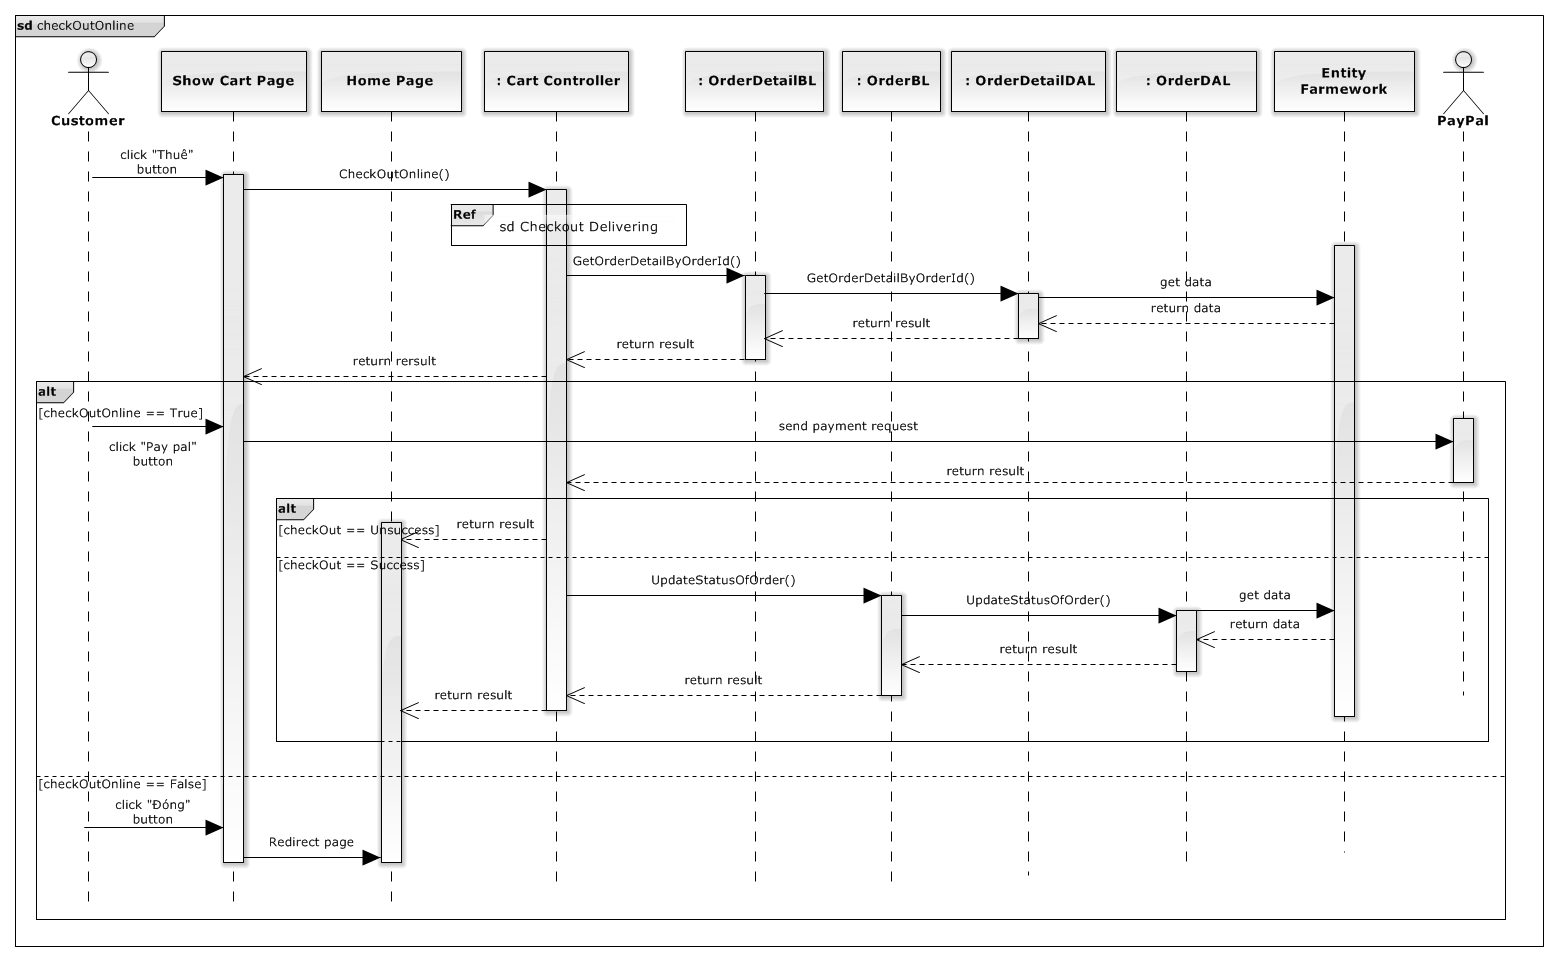 sd checkOutOnline
Customer
Show Cart Page
Home Page
: Cart Controller
: OrderDetailBL
: OrderBL
: OrderDetailDAL
: OrderDAL
Entity
Farmework
PayPal
click "Thuê"
button
CheckOutOnline()
Ref
sd Checkout Delivering
GetOrderDetailByOrderId()
GetOrderDetailByOrderId()
get data
return data
return result
return result
return rersult
alt
[checkOutOnline == True]
click "Pay pal"
button
send payment request
return result
alt
[checkOut == Unsuccess]
return result
[checkOut == Success]
UpdateStatusOfOrder()
UpdateStatusOfOrder()
get data
return data
return result
return result
return result
[checkOutOnline == False]
click "Đóng"
button
Redirect page